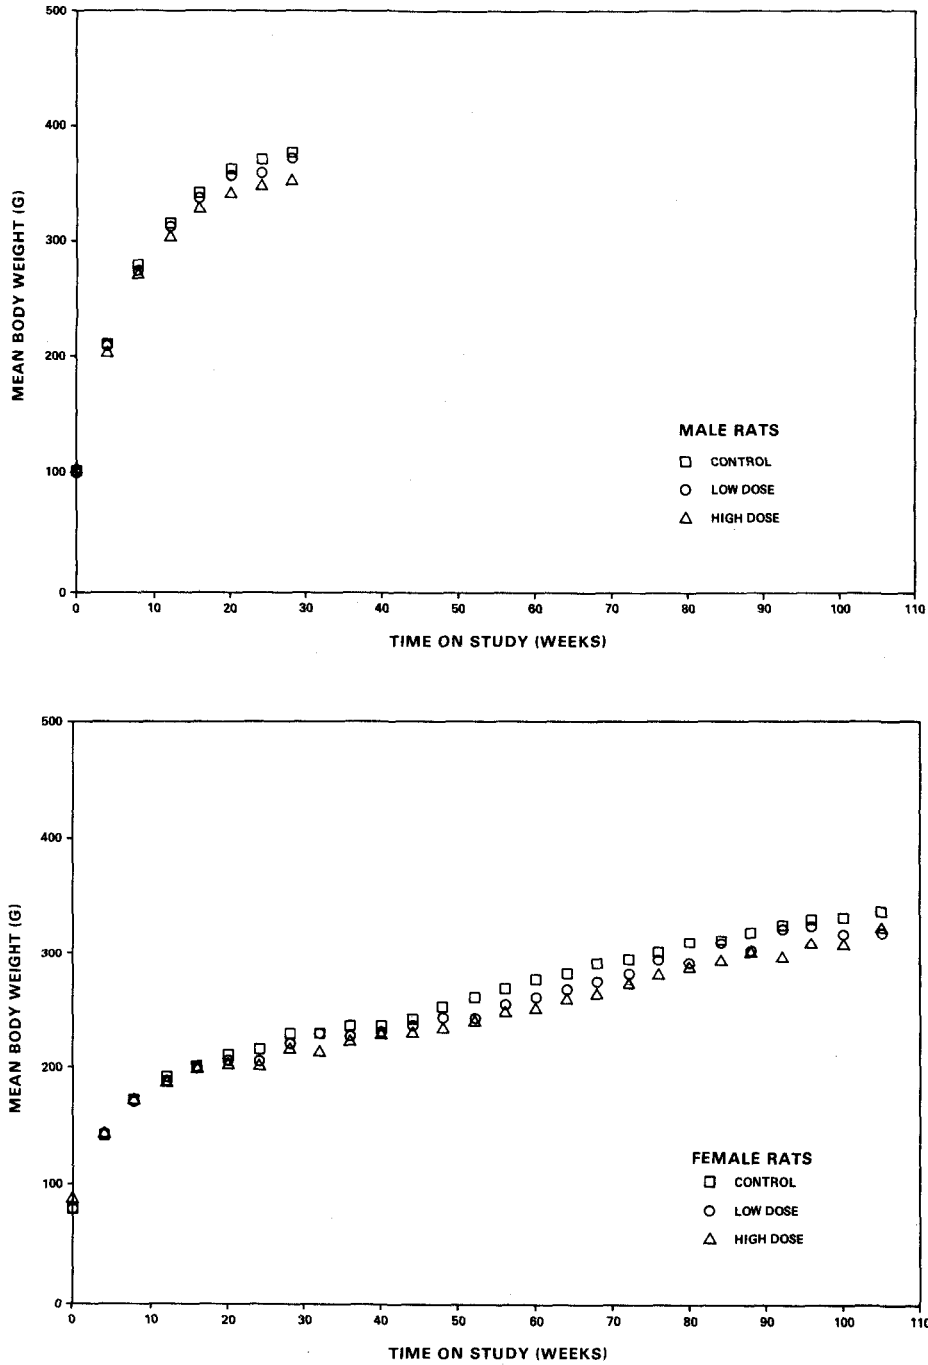 500
400
300
200
100
0
MEAN BODY WEIGHT (G)
MALE RATS
CONTROL
LOW DOSE
HIGH DOSE
0 10 20 30 40 50 60 70 80 90 100 110
TIME ON STUDY (WEEKS)
500
400
300
200
100
0
MEAN BODY WEIGHT (G)
FEMALE RATS
CONTROL
LOW DOSE
HIGH DOSE
0 10 20 30 40 50 60 70 80 90 100 110
TIME ON STUDY (WEEKS)